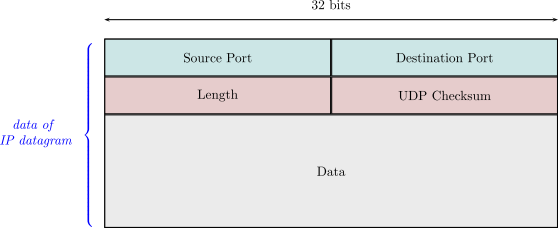 32 bits
Source Port
Destination Port
Length
UDP Checksum
data of
IP datagram
Data